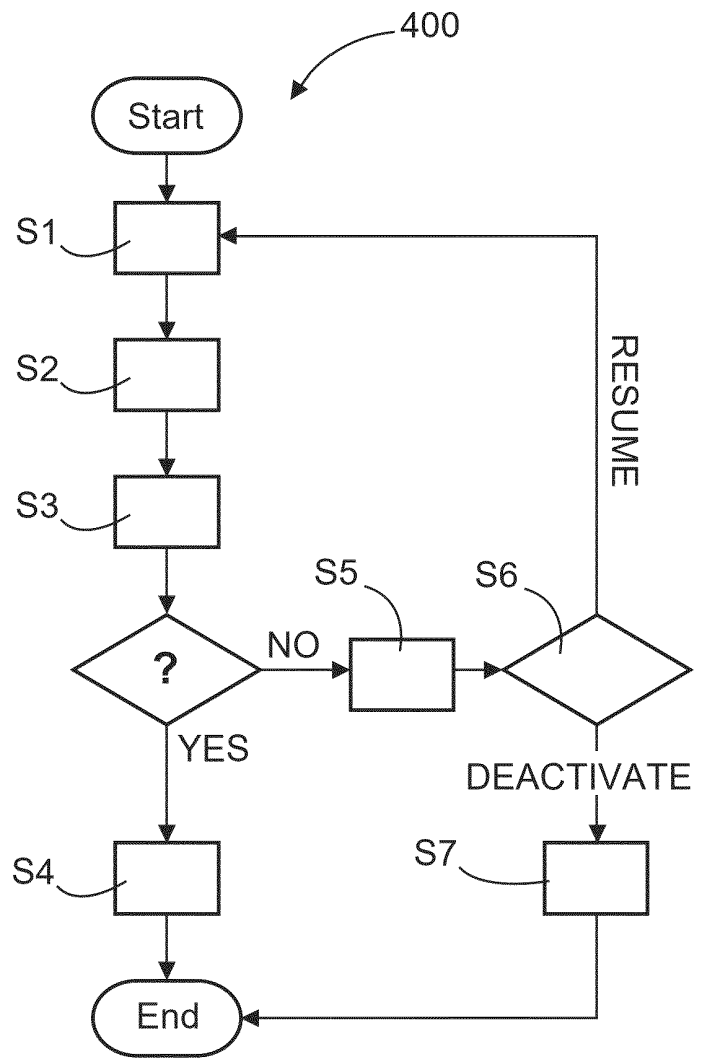 400
Start
S1
S2
RESUME
S3
S5
S6
?
NO
YES
DEACTIVATE
S4
S7
End